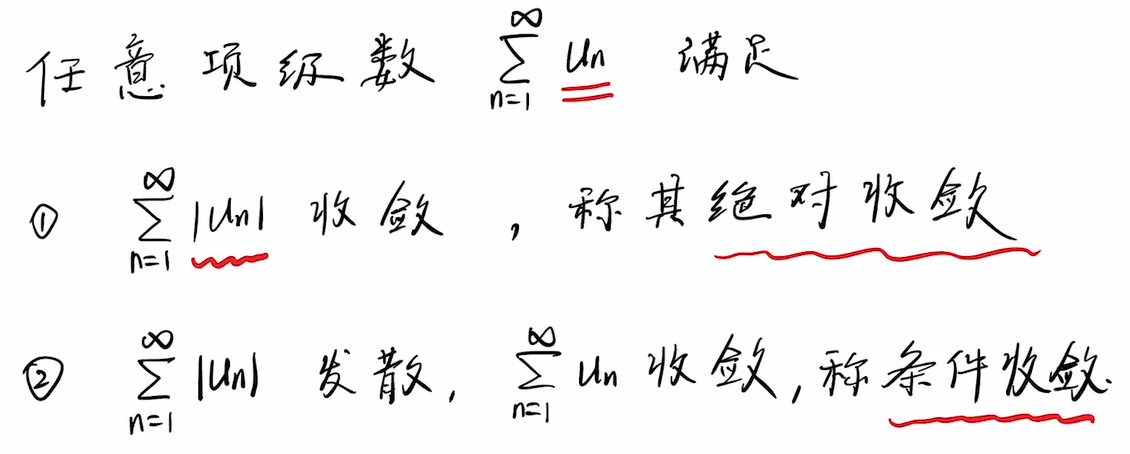 任意项级数 $\sum_{n=1}^{\infty} u_n$ 满足
① $\sum_{n=1}^{\infty} |u_n|$ 收敛，称其绝对收敛
② $\sum_{n=1}^{\infty} |u_n|$ 发散，$\sum_{n=1}^{\infty} u_n$ 收敛，称条件收敛.